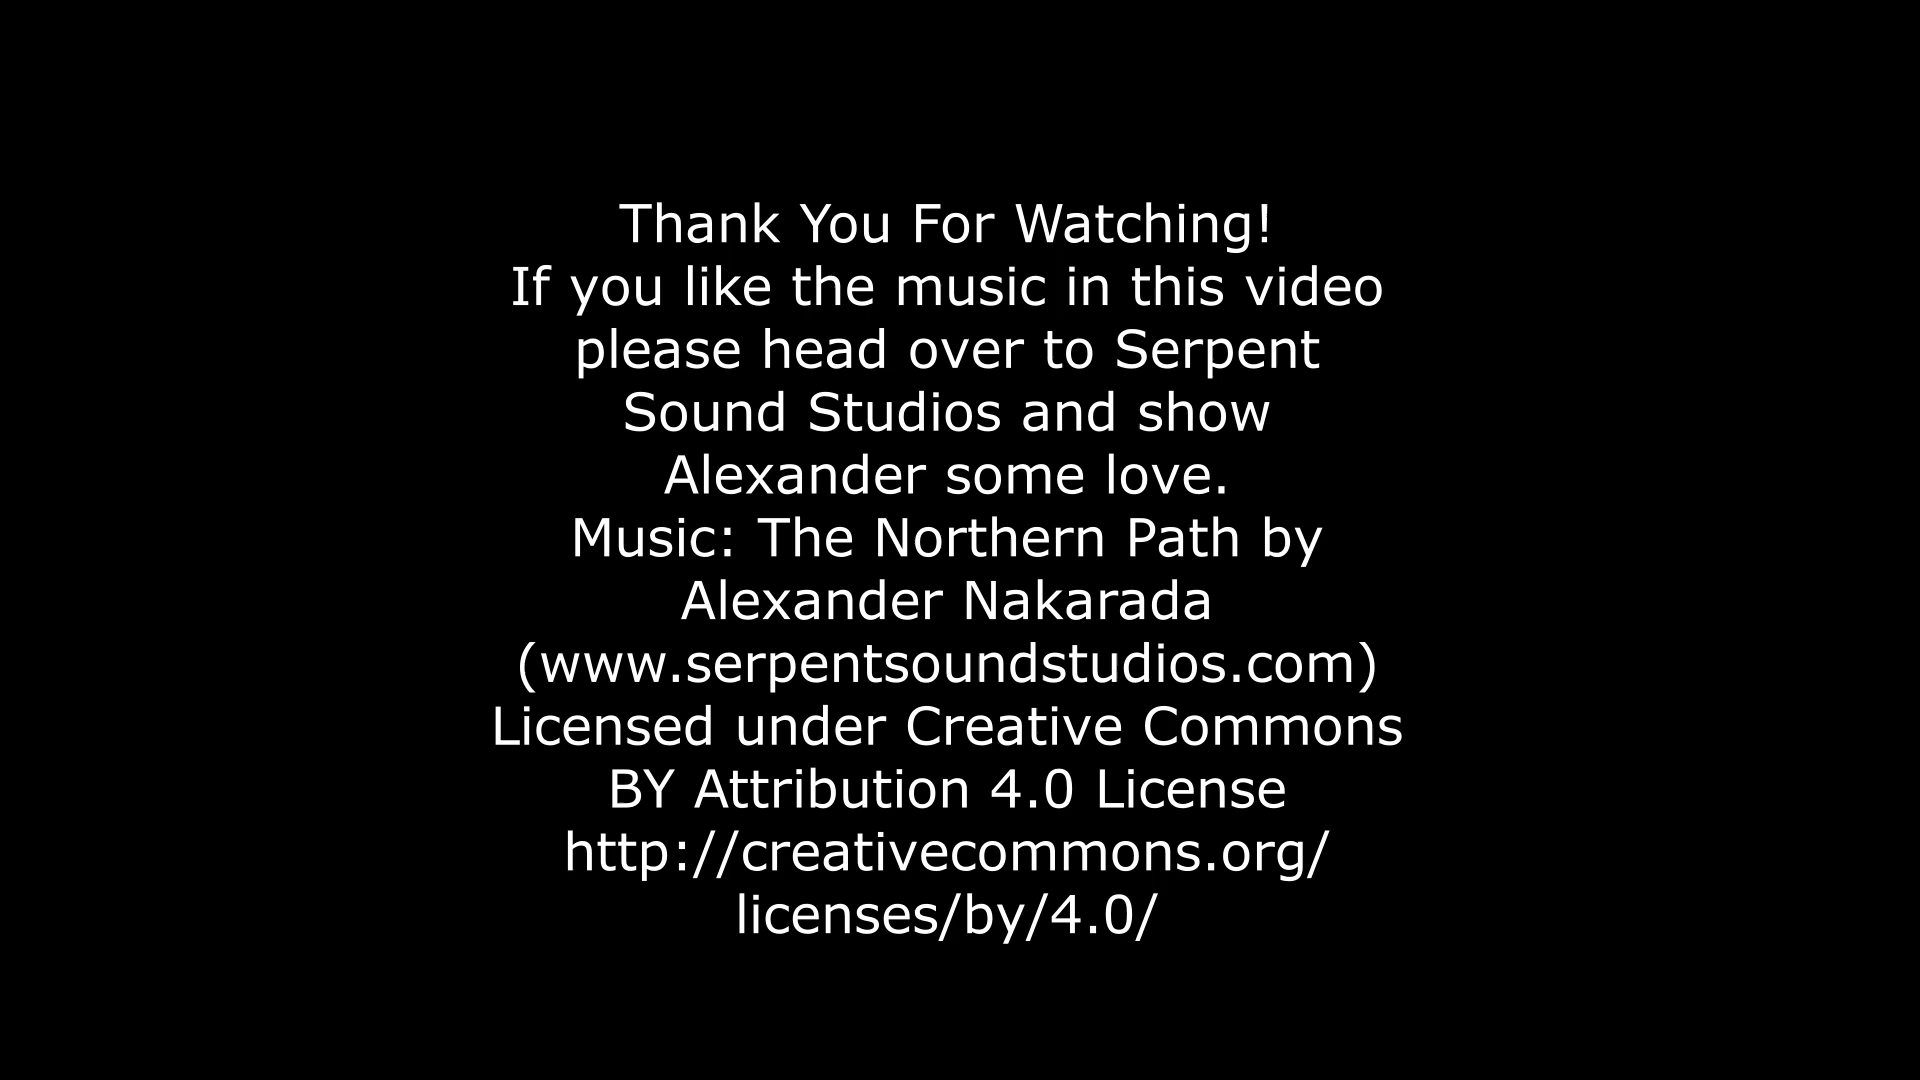 Thank You For Watching!
If you like the music in this video
please head over to Serpent
Sound Studios and show
Alexander some love.
Music: The Northern Path by
Alexander Nakarada
(www.serpentsoundstudios.com)
Licensed under Creative Commons
BY Attribution 4.0 License
http://creativecommons.org/
licenses/by/4.0/